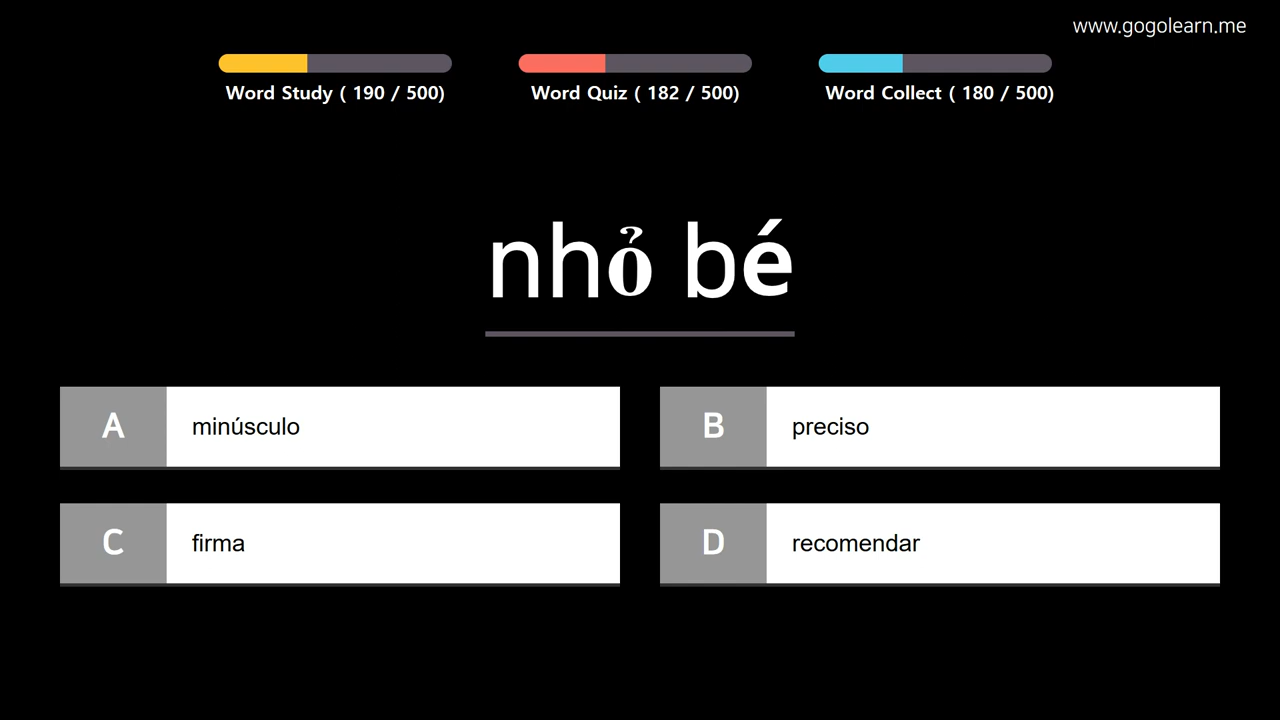 www.gogolearn.me
Word Study ( 190 / 500)
Word Quiz ( 182 / 500)
Word Collect ( 180 / 500)
nhỏ bé
A
minúsculo
B
preciso
C
firma
D
recomendar